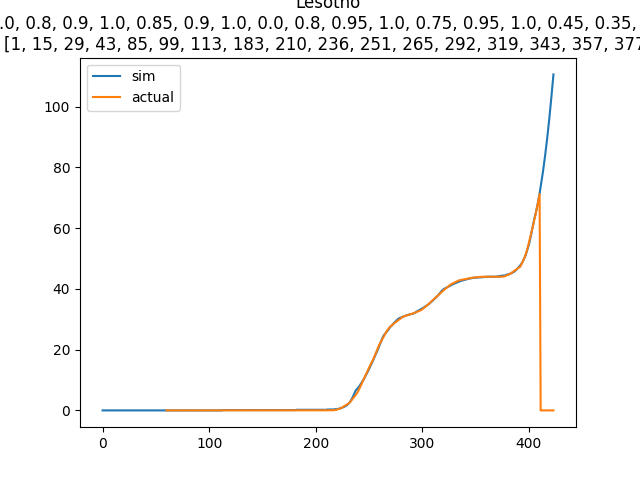 Lesotho
.0, 0.8, 0.9, 1.0, 0.85, 0.9, 1.0, 0.0, 0.8, 0.95, 1.0, 0.75, 0.95, 1.0, 0.45, 0.35,
[1, 15, 29, 43, 85, 99, 113, 183, 210, 236, 251, 265, 292, 319, 343, 357, 377
sim
actual
100
80
60
40
20
0
0 100 200 300 400